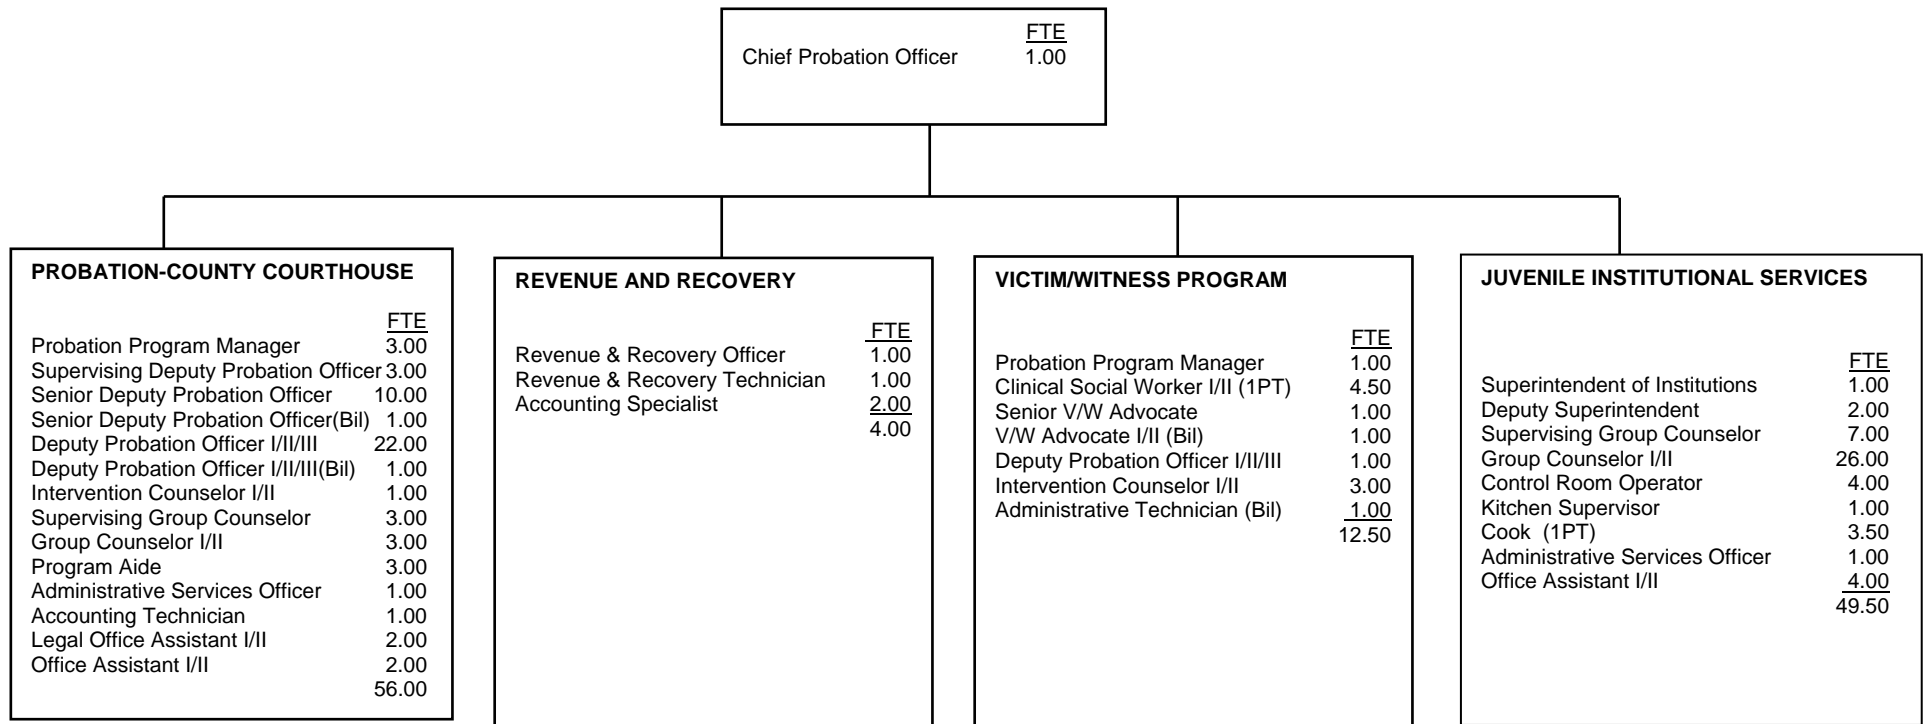 FTE
Chief Probation Officer 1.00
PROBATION-COUNTY COURTHOUSE
FTE
Probation Program Manager 3.00
Supervising Deputy Probation Officer 3.00
Senior Deputy Probation Officer 10.00
Senior Deputy Probation Officer(Bil) 1.00
Deputy Probation Officer I/II/III 22.00
Deputy Probation Officer I/II/III(Bil) 1.00
Intervention Counselor I/II 1.00
Supervising Group Counselor 3.00
Group Counselor I/II 3.00
Program Aide 3.00
Administrative Services Officer 1.00
Accounting Technician 1.00
Legal Office Assistant I/II 2.00
Office Assistant I/II 2.00
56.00
REVENUE AND RECOVERY
FTE
Revenue & Recovery Officer 1.00
Revenue & Recovery Technician 1.00
Accounting Specialist 2.00
4.00
VICTIM/WITNESS PROGRAM
FTE
Probation Program Manager 1.00
Clinical Social Worker I/II (1PT) 4.50
Senior V/W Advocate 1.00
V/W Advocate I/II (Bil) 1.00
Deputy Probation Officer I/II/III 1.00
Intervention Counselor I/II 3.00
Administrative Technician (Bil) 1.00
12.50
JUVENILE INSTITUTIONAL SERVICES
FTE
Superintendent of Institutions 1.00
Deputy Superintendent 2.00
Supervising Group Counselor 7.00
Group Counselor I/II 26.00
Control Room Operator 4.00
Kitchen Supervisor 1.00
Cook (1PT) 3.50
Administrative Services Officer 1.00
Office Assistant I/II 4.00
49.50